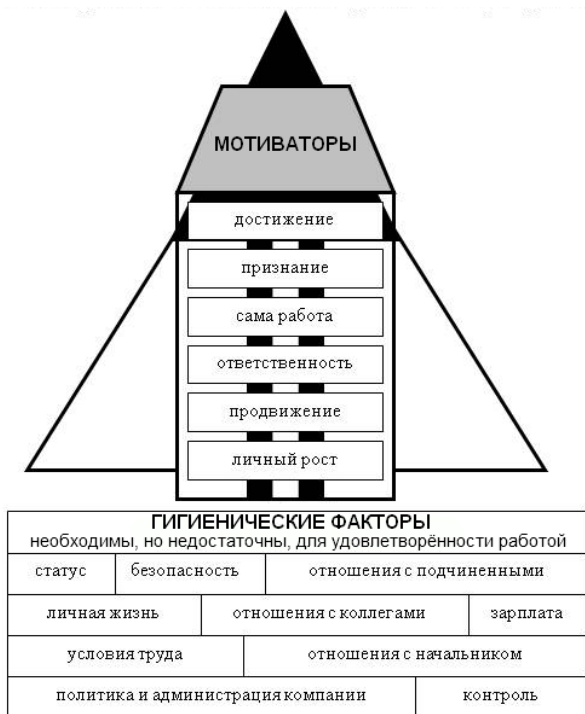 МОТИВАТОРЫ
достижение
признание
сама работа
ответственность
продвижение
личный рост
ГИГИЕНИЧЕСКИЕ ФАКТОРЫ
необходимы, но недостаточны, для удовлетворённости работой
статус безопасность отношения с подчиненными
личная жизнь отношения с коллегами зарплата
условия труда отношения с начальником
политика и администрация компании контроль